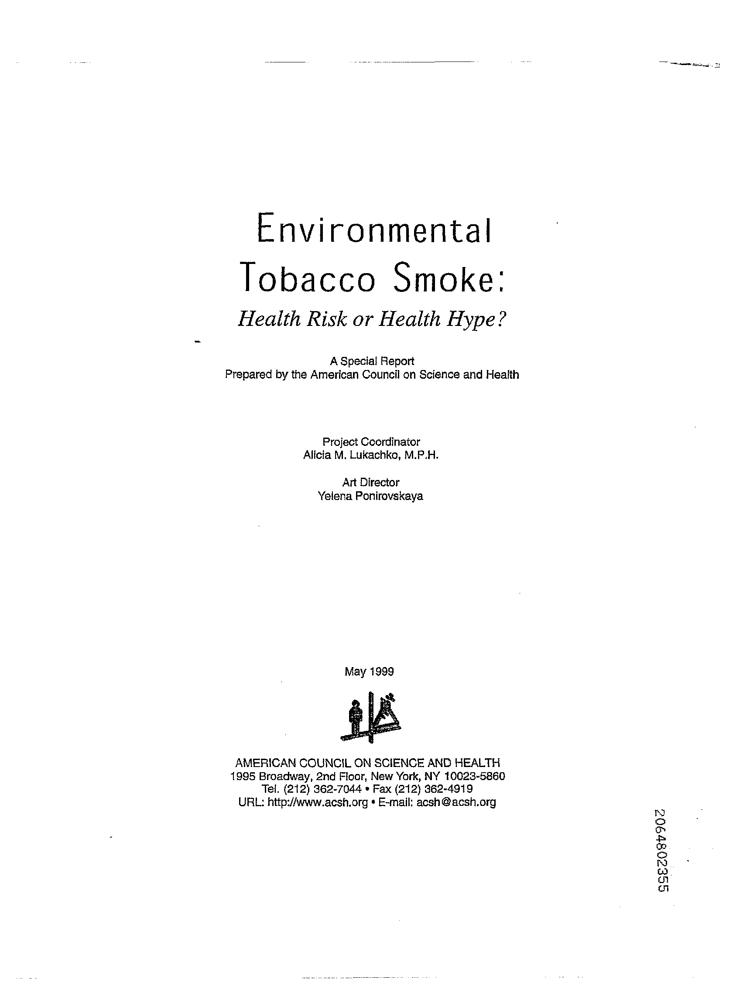 Environmental
Tobacco Smoke:
Health Risk or Health Hype?
A Special Report
Prepared by the American Council on Science and Health
Project Coordinator
Alicia M. Lukachko, M.P.H.
Art Director
Yelena Ponirovskaya
May 1999
AMERICAN COUNCIL ON SCIENCE AND HEALTH
1995 Broadway, 2nd Floor, New York, NY 10023-5860
Tel. (212) 362-7044 • Fax (212) 362-4919
URL: http://www.acsh.org • E-mail: acsh@acsh.org
2064802355